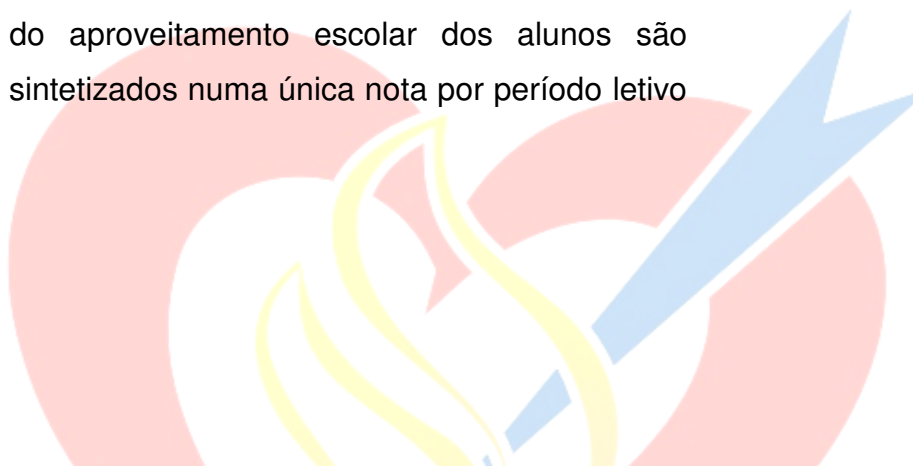 do aproveitamento escolar dos alunos são
sintetizados numa única nota por período letivo